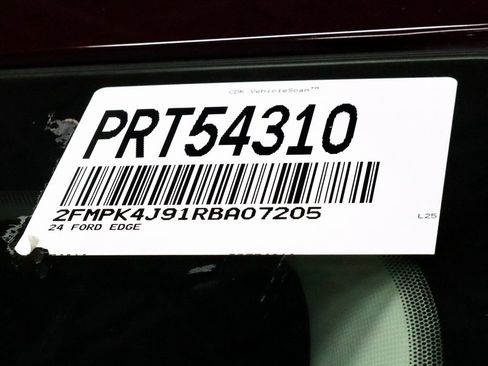 CDK VehicleScan™
PRT54310
2FMPK4J91RBA07205
L25
24 FORD EDGE